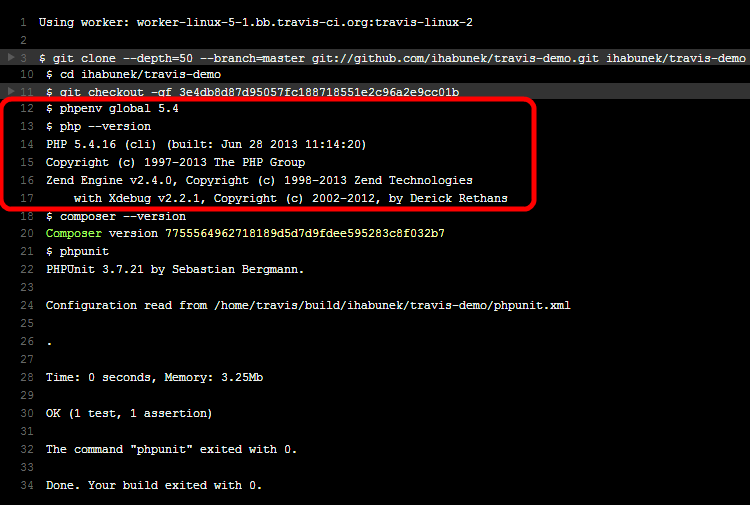 1 Using worker: worker-linux-5-1.bb.travis-ci.org:travis-linux-2
2
3 $ git clone --depth=50 --branch=master git://github.com/ihabunek/travis-demo.git ihabunek/travis-demo
10 $ cd ihabunek/travis-demo
11 $ git checkout -qf 3e4db8d87d95057fc188718551e2c96a2e9cc01b
12 $ phpenv global 5.4
13 $ php --version
14 PHP 5.4.16 (cli) (built: Jun 28 2013 11:14:20)
15 Copyright (c) 1997-2013 The PHP Group
16 Zend Engine v2.4.0, Copyright (c) 1998-2013 Zend Technologies
17 with Xdebug v2.2.1, Copyright (c) 2002-2012, by Derick Rethans
18 $ composer --version
20 Composer version 7755564962718189d5d7d9fdee595283c8f032b7
21 $ phpunit
22 PHPUnit 3.7.21 by Sebastian Bergmann.
23
24 Configuration read from /home/travis/build/ihabunek/travis-demo/phpunit.xml
25
26 .
27
28 Time: 0 seconds, Memory: 3.25Mb
29
30 OK (1 test, 1 assertion)
31
32 The command "phpunit" exited with 0.
33
34 Done. Your build exited with 0.